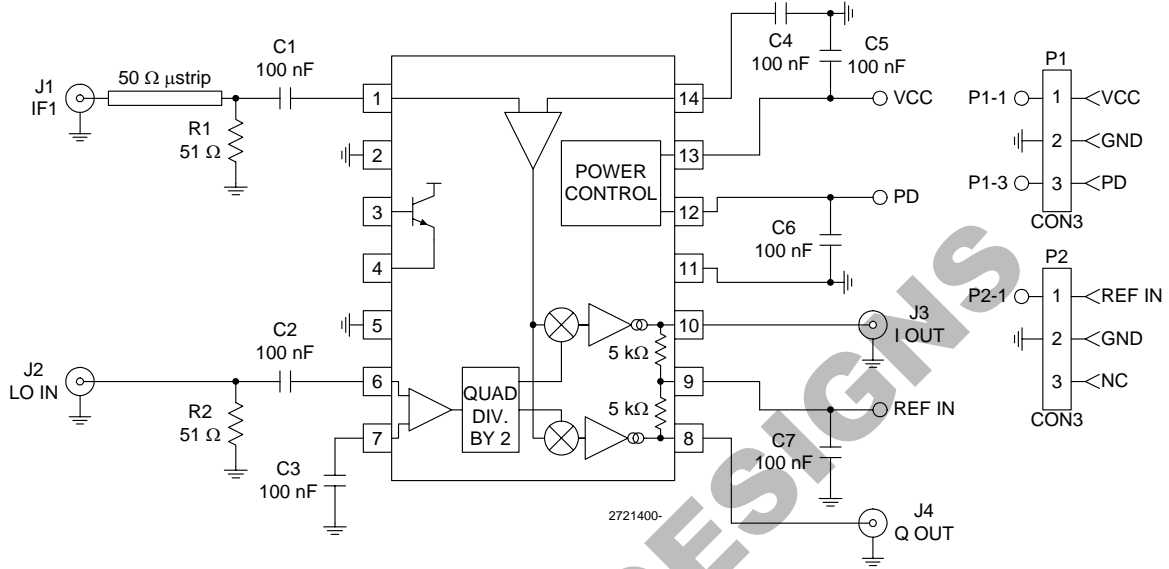 J1
IF1
50 Ω μstrip
R1
51 Ω
C1
100 nF
J2
LO IN
R2
51 Ω
C2
100 nF
C3
100 nF
1
2
3
4
5
6
7
14
13
12
11
10
9
8
POWER
CONTROL
QUAD
DIV.
BY 2
5 kΩ
5 kΩ
C4
100 nF
C5
100 nF
VCC
PD
C6
100 nF
J3
I OUT
REF IN
C7
100 nF
J4
Q OUT
2721400-
P1
P1-1
1
VCC
2
GND
P1-3
3
PD
CON3
P2
P2-1
1
REF IN
2
GND
3
NC
CON3
ESIGNS